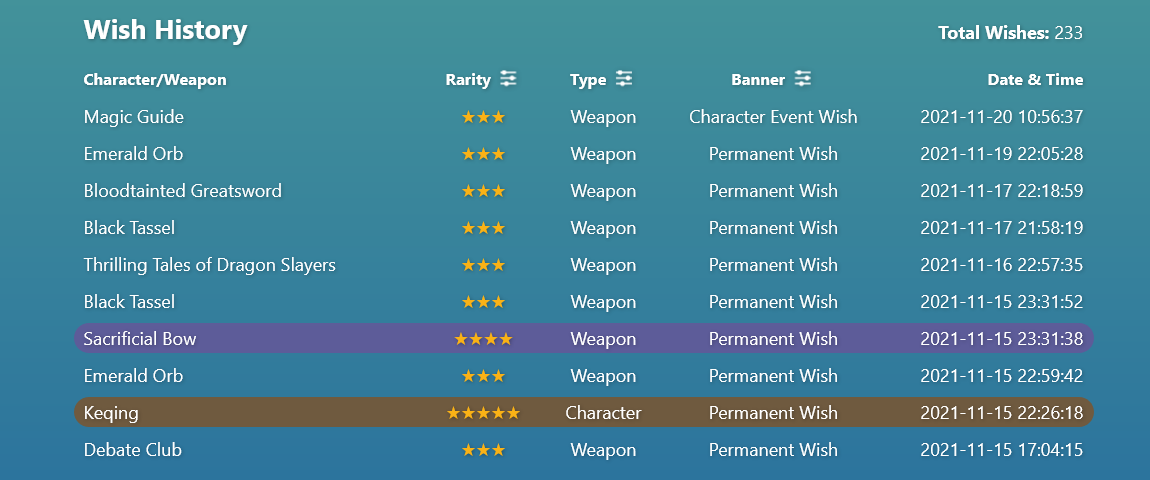 Wish History
Total Wishes: 233
Character/Weapon Rarity Type Banner Date & Time
Magic Guide ★★★ Weapon Character Event Wish 2021-11-20 10:56:37
Emerald Orb ★★★ Weapon Permanent Wish 2021-11-19 22:05:28
Bloodtainted Greatsword ★★★ Weapon Permanent Wish 2021-11-17 22:18:59
Black Tassel ★★★ Weapon Permanent Wish 2021-11-17 21:58:19
Thrilling Tales of Dragon Slayers ★★★ Weapon Permanent Wish 2021-11-16 22:57:35
Black Tassel ★★★ Weapon Permanent Wish 2021-11-15 23:31:52
Sacrificial Bow ★★★★ Weapon Permanent Wish 2021-11-15 23:31:38
Emerald Orb ★★★ Weapon Permanent Wish 2021-11-15 22:59:42
Keqing ★★★★★ Character Permanent Wish 2021-11-15 22:26:18
Debate Club ★★★ Weapon Permanent Wish 2021-11-15 17:04:15